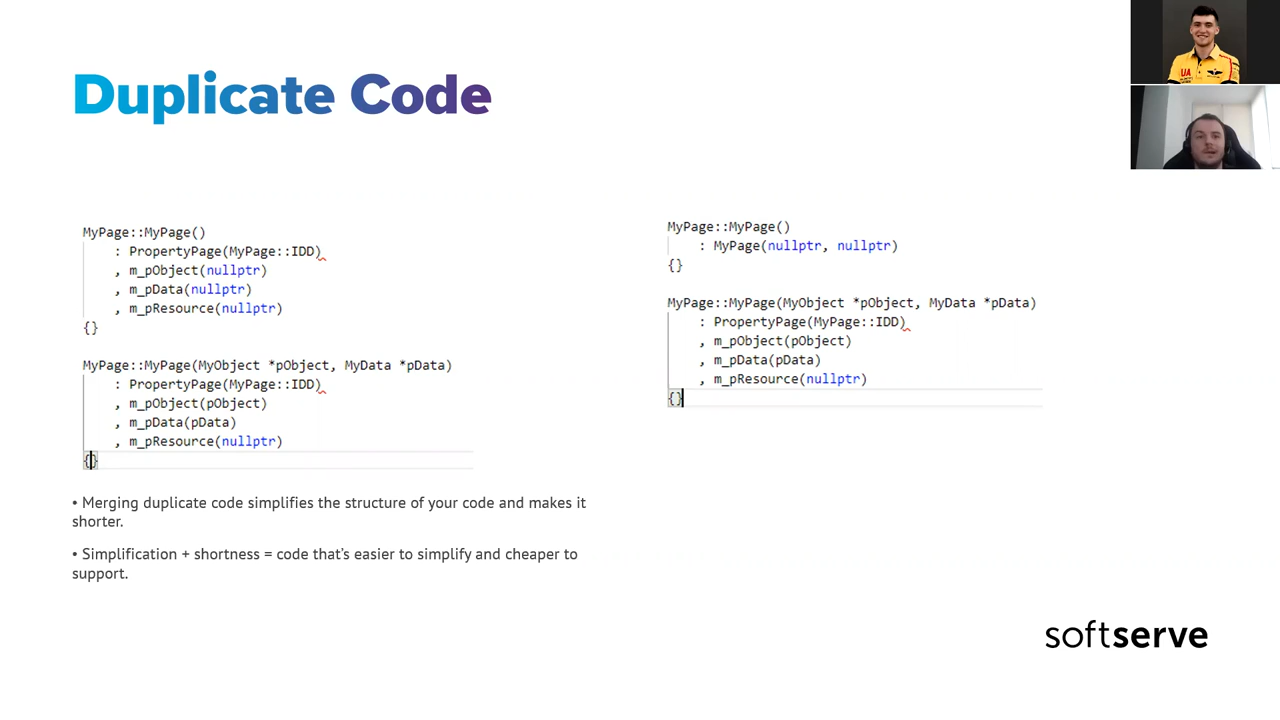 Duplicate Code
MyPage::MyPage()
: PropertyPage(MyPage::IDD)
, m_pObject(nullptr)
, m_pData(nullptr)
, m_pResource(nullptr)
{}
MyPage::MyPage(MyObject *pObject, MyData *pData)
: PropertyPage(MyPage::IDD)
, m_pObject(pObject)
, m_pData(pData)
, m_pResource(nullptr)
{}
• Merging duplicate code simplifies the structure of your code and makes it
shorter.
• Simplification + shortness = code that's easier to simplify and cheaper to
support.
MyPage::MyPage()
: MyPage(nullptr, nullptr)
{}
MyPage::MyPage(MyObject *pObject, MyData *pData)
: PropertyPage(MyPage::IDD)
, m_pObject(pObject)
, m_pData(pData)
, m_pResource(nullptr)
{}
UA
softserve